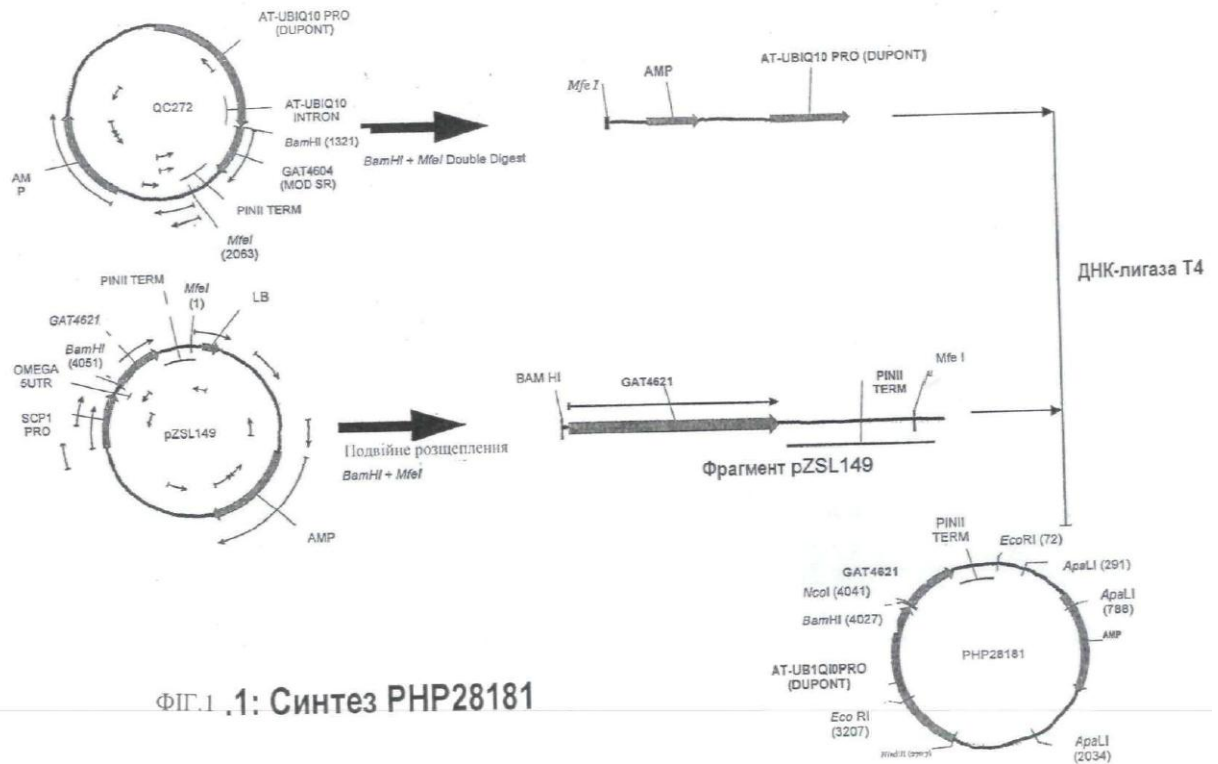 AT-UBIQ10 PRO
(DUPONT)
QC272
AT-UBIQ10
INTRON
BamHI (1321)
GAT4604
(MOD SR)
PINII TERM
MfeI
(2063)
AM
P
BamHI + MfeI Double Digest
Mfe I
AMP
AT-UBIQ10 PRO (DUPONT)
ДНК-лигаза Т4
PINII TERM
MfeI
(1)
LB
GAT4621
BamHI
(4051)
OMEGA
5UTR
SCP1
PRO
pZSL149
AMP
Подвійне розщеплення
BamHI + MfeI
BAM HI
GAT4621
PINII
TERM
Mfe I
Фрагмент pZSL149
PINII
TERM
EcoRI (72)
ApaLI (291)
GAT4621
NcoI (4041)
BamHI (4027)
ApaLI
(788)
AMP
PHP28181
AT-UB1QI0PRO
(DUPONT)
Eco RI
(3207)
ApaLI
(2034)
ФІГ.1 .1: Синтез PHP28181